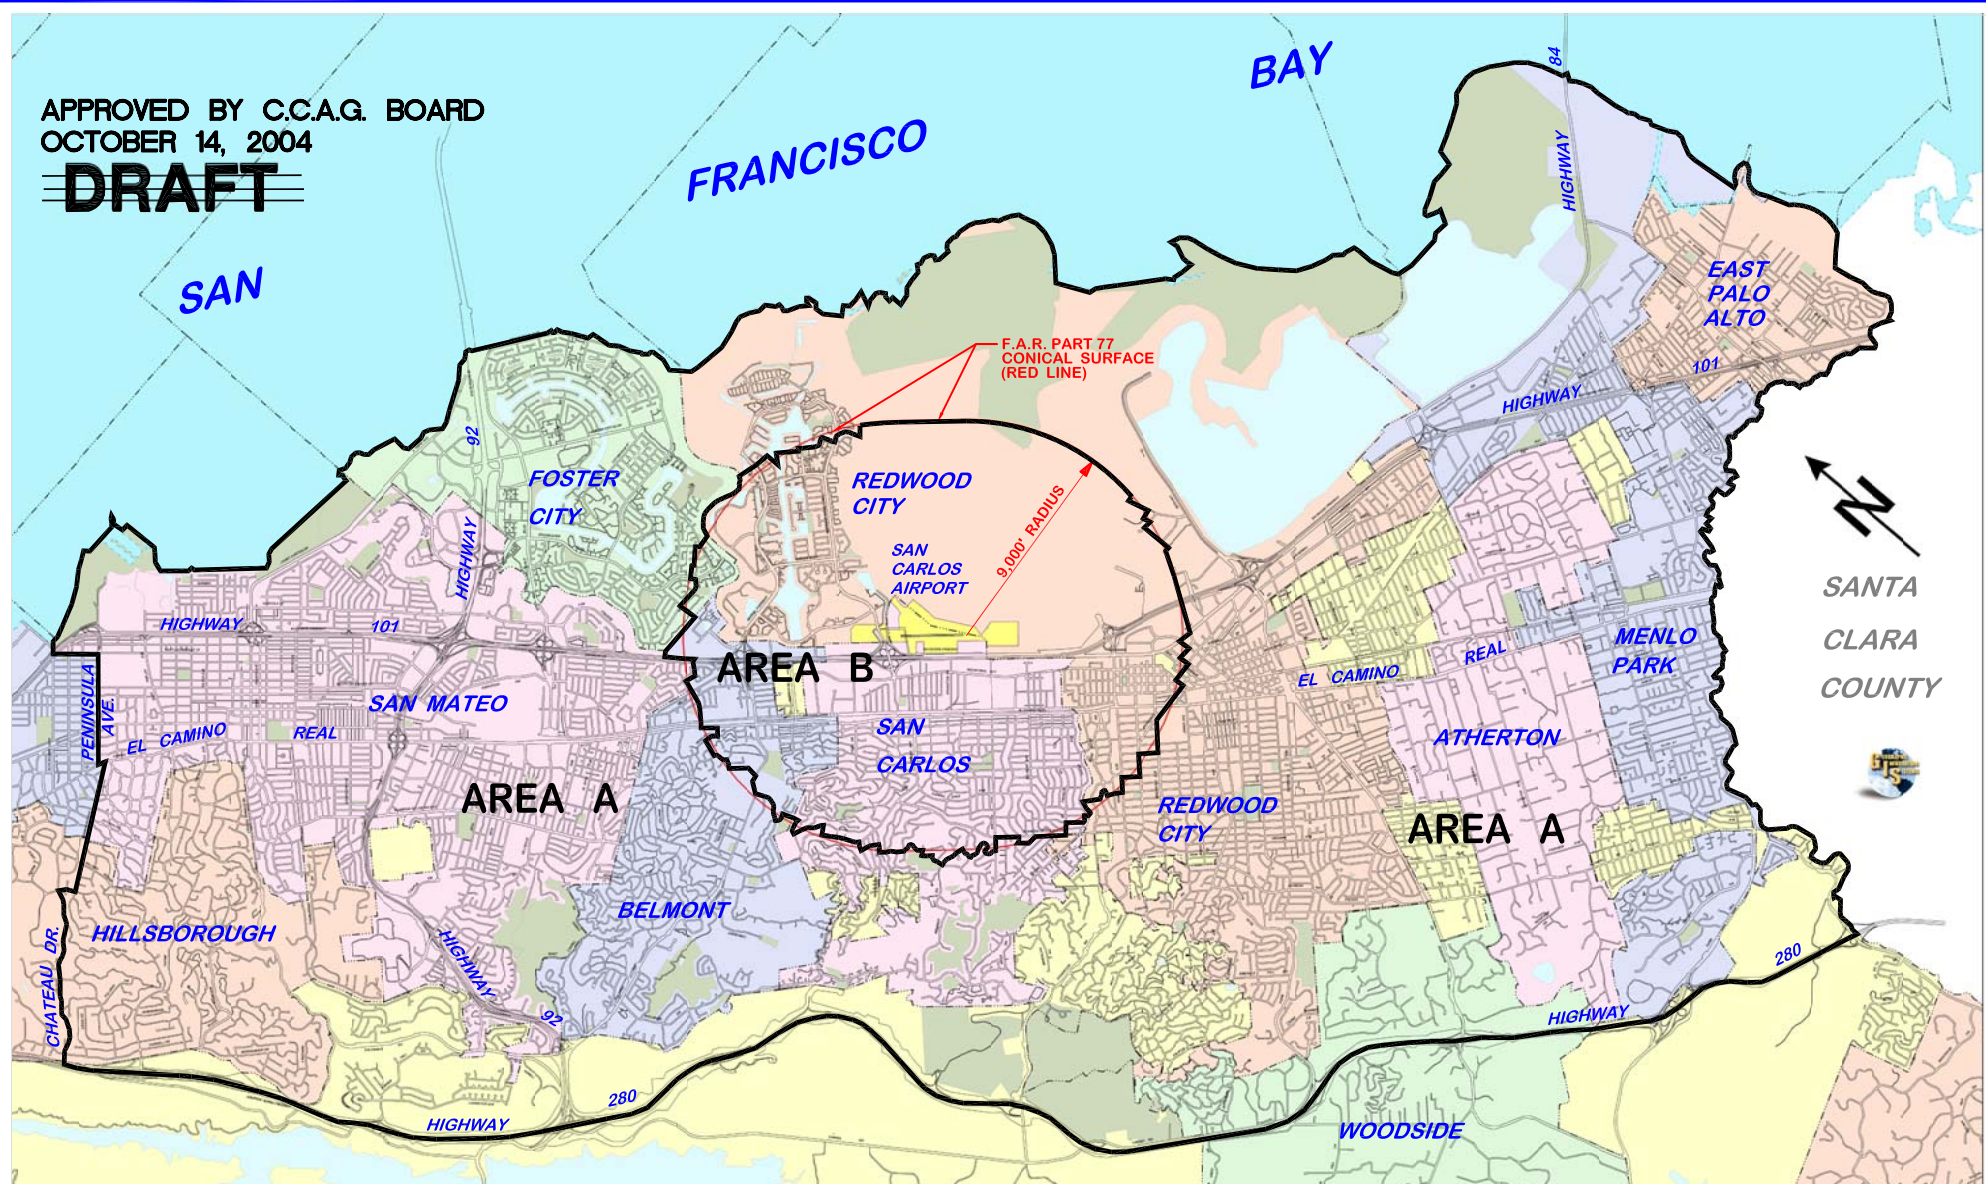 APPROVED BY C.C.A.G. BOARD
OCTOBER 14, 2004
DRAFT
SAN
FRANCISCO
BAY
HIGHWAY
84
EAST
PALO
ALTO
101
HIGHWAY
F.A.R. PART 77
CONICAL SURFACE
(RED LINE)
92
HIGHWAY
FOSTER
CITY
REDWOOD
CITY
9,000' RADIUS
SAN
CARLOS
AIRPORT
N
SANTA
CLARA
COUNTY
GIS
HIGHWAY
101
PENINSULA
AVE.
SAN MATEO
EL CAMINO
REAL
AREA B
SAN
CARLOS
EL CAMINO
REAL
MENLO
PARK
ATHERTON
AREA A
REDWOOD
CITY
AREA A
BELMONT
HILLSBOROUGH
CHATEAU DR.
HIGHWAY
92
HIGHWAY
280
HIGHWAY
280
WOODSIDE